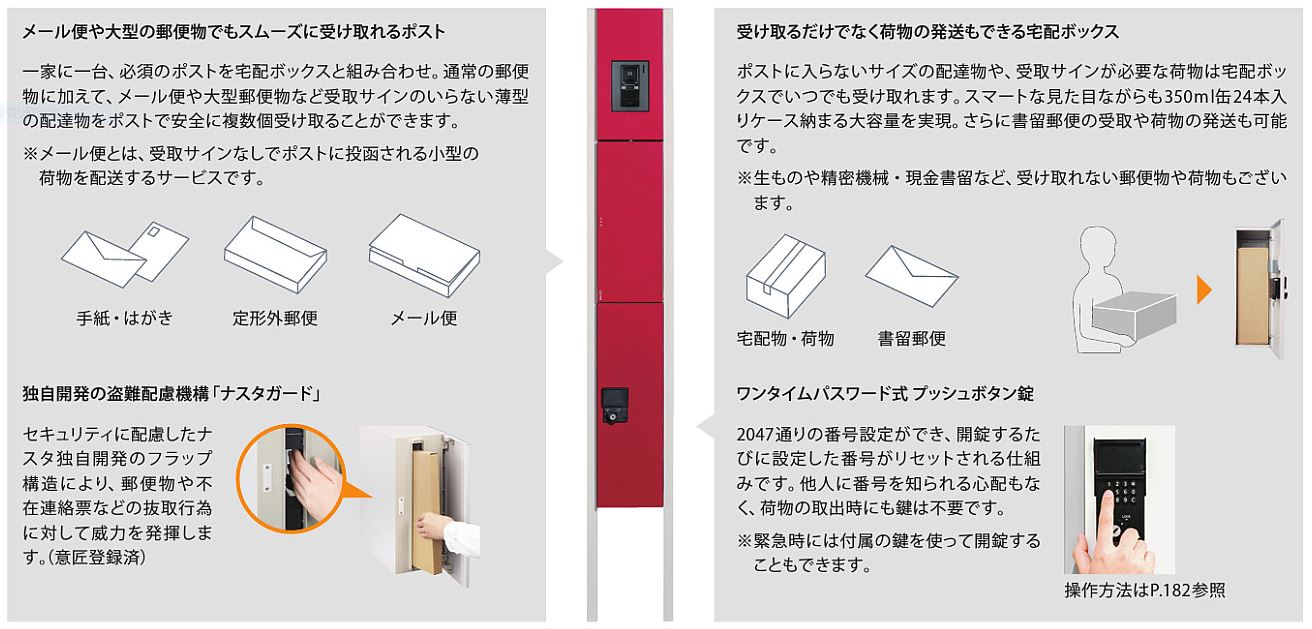 メール便や大型の郵便物でもスムーズに受け取れるポスト
一家に一台、必須のポストを宅配ボックスと組み合わせ。通常の郵便
物に加えて、メール便や大型郵便物など受取サインのいらない薄型
の配達物をポストで安全に複数個受け取ることができます。
※メール便とは、受取サインなしでポストに投函される小型の
荷物を配送するサービスです。
手紙・はがき
定形外郵便
メール便
独自開発の盗難配慮機構「ナスタガード」
セキュリティに配慮したナ
スタ独自開発のフラップ
構造により、郵便物や不
在連絡票などの抜取行為
に対して威力を発揮しま
す。(意匠登録済)
受け取るだけでなく荷物の発送もできる宅配ボックス
ポストに入らないサイズの配達物や、受取サインが必要な荷物は宅配ボッ
クスでいつでも受け取れます。スマートな見た目ながらも350ml缶24本入
りケース納まる大容量を実現。さらに書留郵便の受取や荷物の発送も可能
です。
※生ものや精密機械・現金書留など、受け取れない郵便物や荷物もござい
ます。
宅配物・荷物
書留郵便
ワンタイムパスワード式 プッシュボタン錠
2047通りの番号設定ができ、開錠するた
びに設定した番号がリセットされる仕組
みです。他人に番号を知られる心配もな
く、荷物の取出時にも鍵は不要です。
※緊急時には付属の鍵を使って開錠する
こともできます。
操作方法はP.182参照